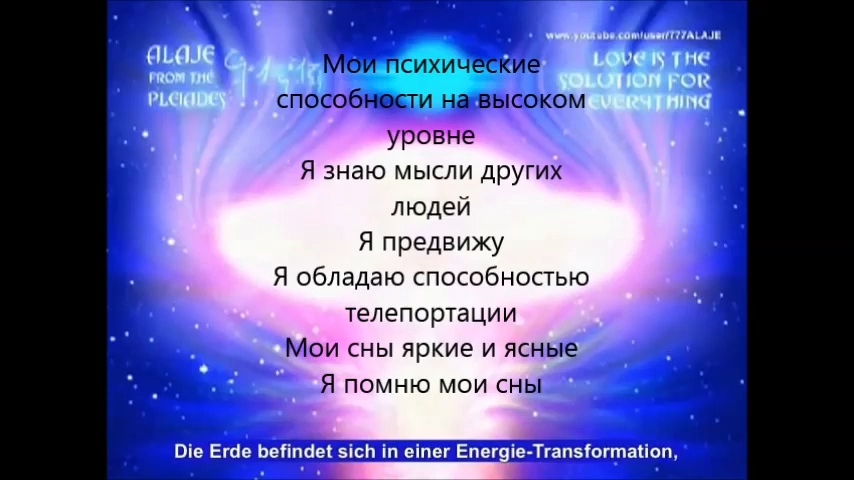 www.youtube.com/user/777ALAJE
ALAJE
FROM THE
PLEIADES
LOVE IS THE
SOLUTION FOR
EVERYTHING
Мои психические
способности на высоком
уровне
Я знаю мысли других
людей
Я предвижу
Я обладаю способностью
телепортации
Мои сны яркие и ясные
Я помню мои сны
Die Erde befindet sich in einer Energie-Transformation,